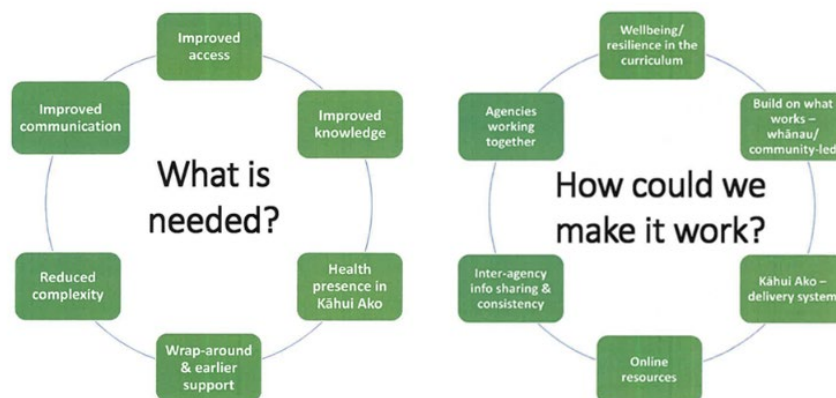 Improved
access
Improved
knowledge
Health
presence in
Kāhui Ako
Wrap-around
& earlier
support
Reduced
complexity
Improved
communication
What is
needed?
Wellbeing/
resilience in the
curriculum
Build on what
works –
whānau/
community-led
Kāhui Ako –
delivery system
Online
resources
Inter-agency
info sharing &
consistency
Agencies
working
together
How could we
make it work?